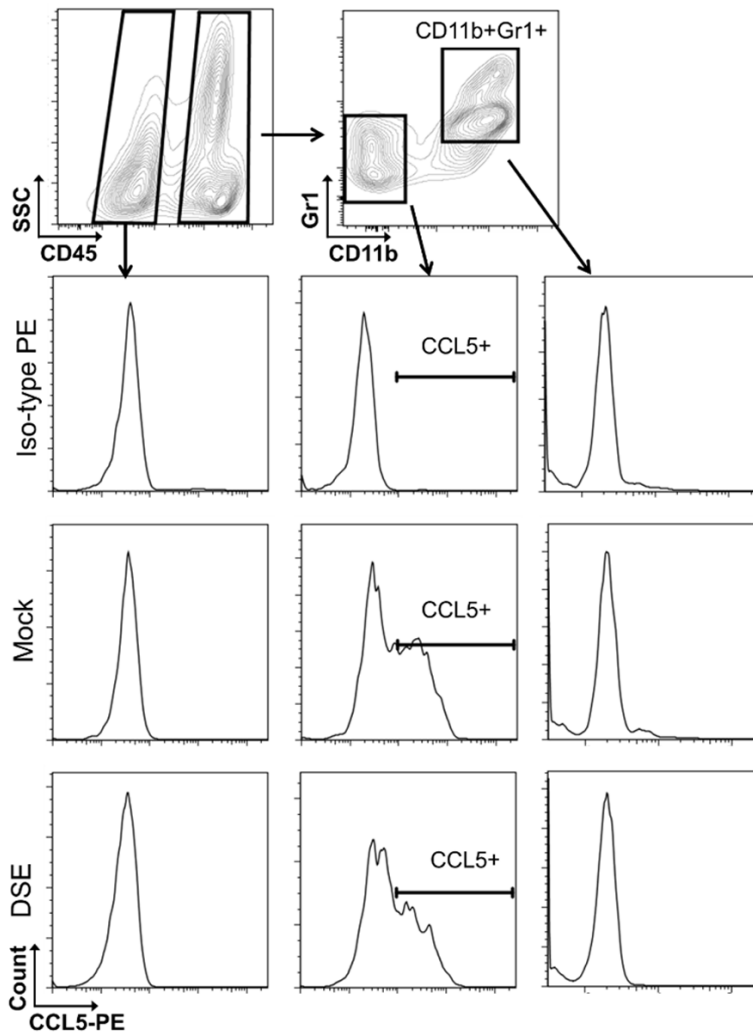 CD11b+Gr1+
SSC
CD45
Gr1
CD11b
Iso-type PE
CCL5+
Mock
CCL5+
DSE
CCL5+
Count
CCL5-PE